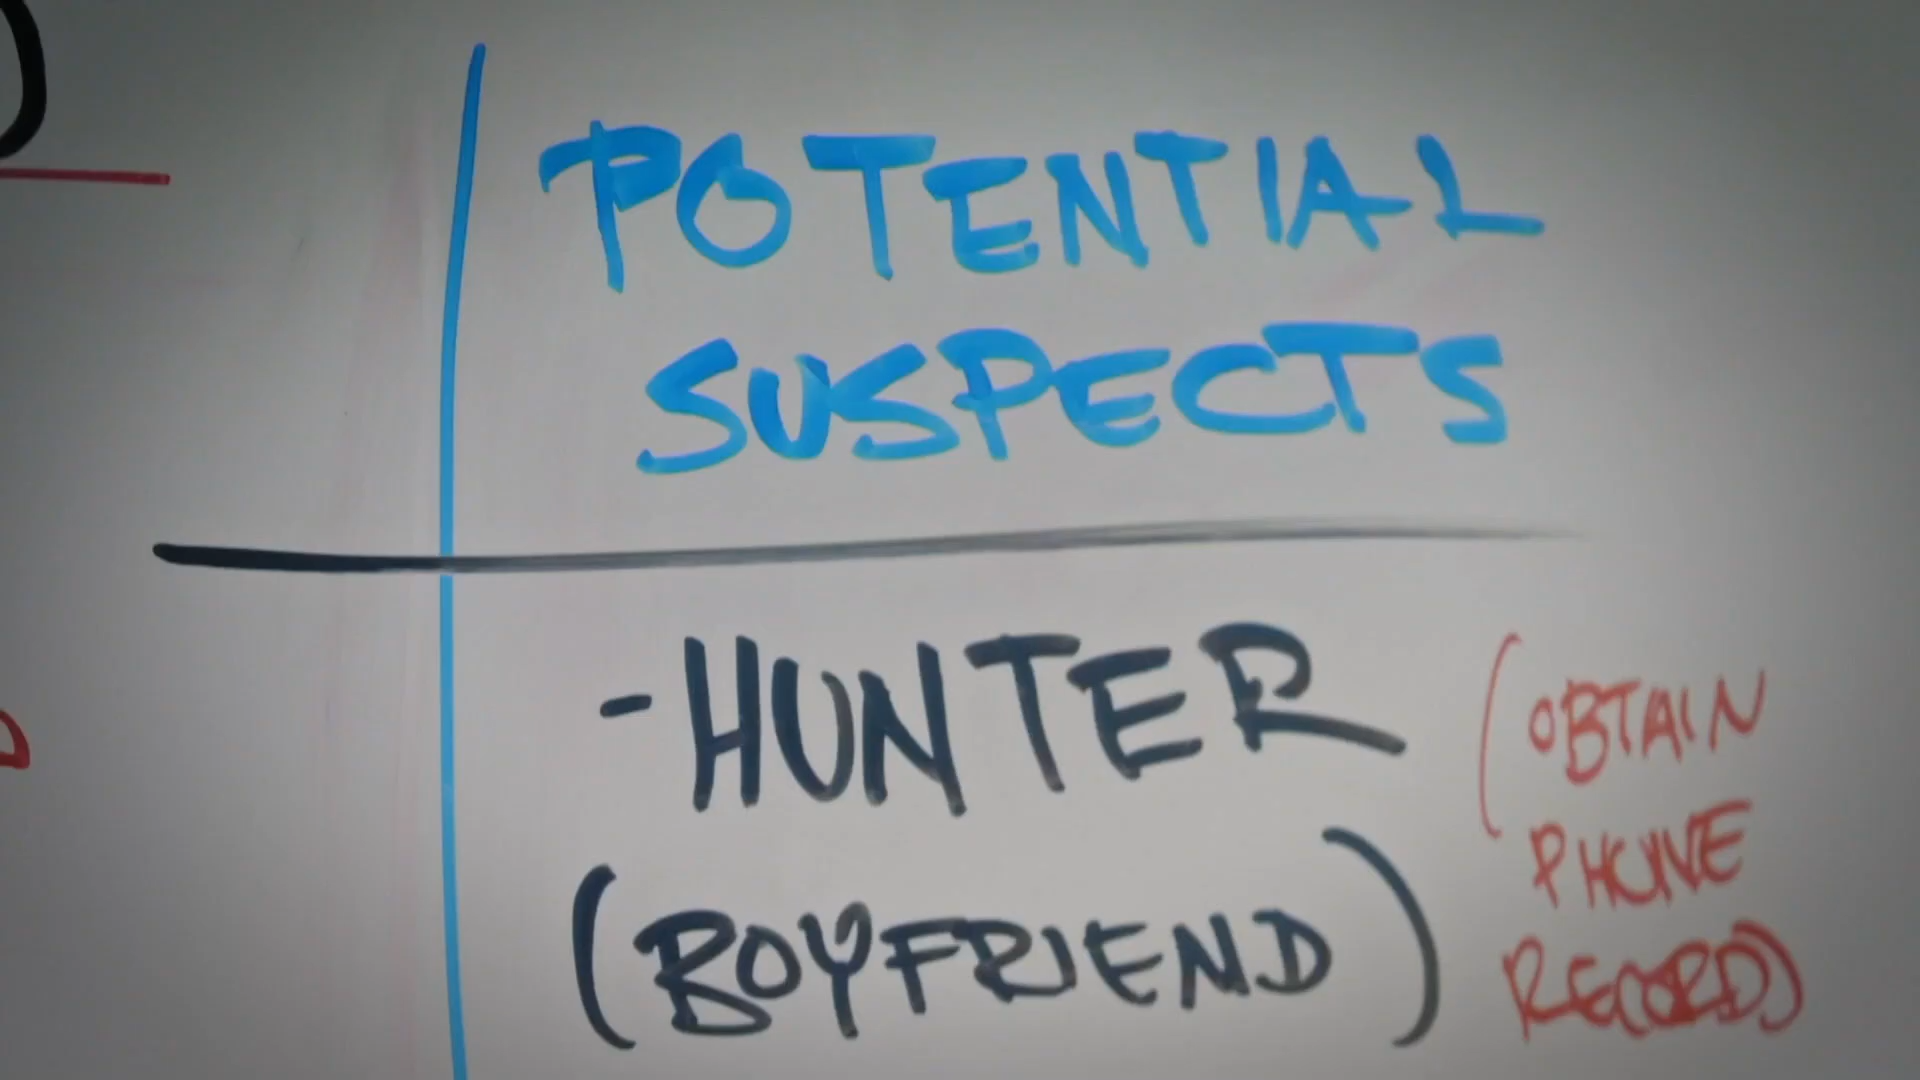 POTENTIAL
SUSPECTS
-HUNTER
(BOYFRIEND)
(OBTAIN
PHONE
RECORD)